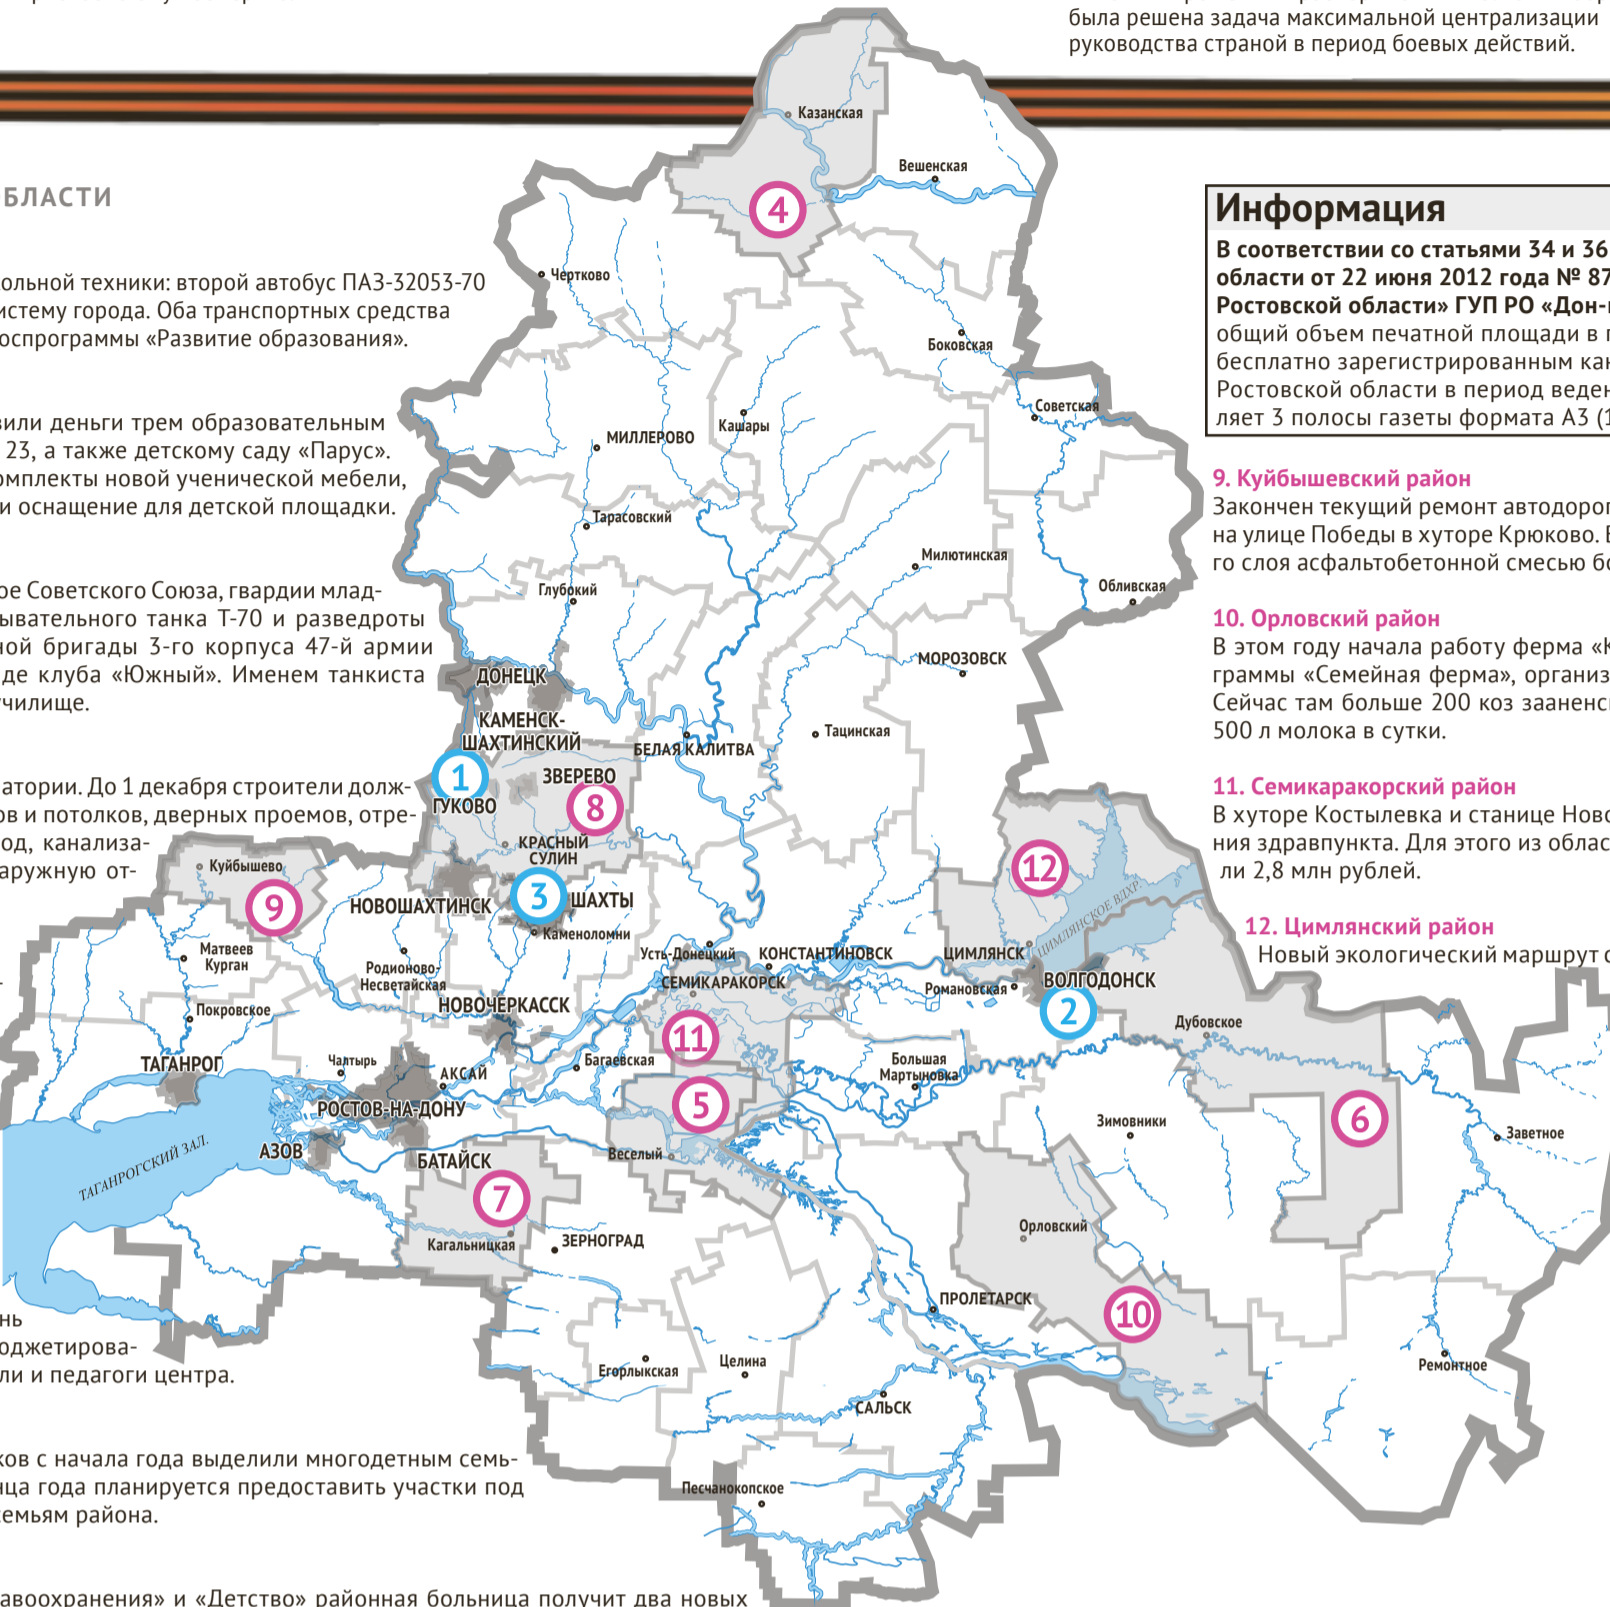 была решена задача максимальной централизации
руководства страной в период боевых действий.
БЛАСТИ
ольной техники: второй автобус ПАЗ-32053-70
истему города. Оба транспортных средства
оспрограммы «Развитие образования».
вили деньги трем образовательным
23, а также детскому саду «Парус».
омплекты новой ученической мебели,
и оснащение для детской площадки.
ое Советского Союза, гвардии млад-
ывательного танка Т-70 и разведроты
ной бригады 3-го корпуса 47-й армии
де клуба «Южный». Именем танкиста
училище.
атории. До 1 декабря строители долж-
ов и потолков, дверных проемов, отре-
од, канализа-
аружную от-
нь
юджетирова-
ли и педагоги центра.
ков с начала года выделили многодетным семь-
нца года планируется предоставить участки под
семьям района.
авоохранения» и «Детство» районная больница получит два новых
Казанская
Вешенская
4
Чертково
Боковская
Советская
Кашары
МИЛЛЕРОВО
Тарасовский
Милютинская
Глубокий
Обливская
МОРОЗОВСК
ДОНЕЦК
КАМЕНСК-
ШАХТИНСКИЙ
БЕЛАЯ КАЛИТВА
Тацинская
1
ЗВЕРЕВО
ГУКОВО
8
КРАСНЫЙ
СУЛИН
Куйбышево
12
3
ШАХТЫ
НОВОШАХТИНСК
9
Каменоломни
ЦИМЛЯНСКОЕ ВДХР.
Матвеев
Курган
Родионово-
Несветайская
Усть-Донецкий
КОНСТАНТИНОВСК
ЦИМЛЯНСК
СЕМИКАРАКОРСК
Романовская
ВОЛГОДОНСК
2
Покровское
НОВОЧЕРКАССК
Дубовское
11
ТАГАНРОГ
Чалтырь
АКСАЙ
Багаевская
Большая
Мартыновка
5
РОСТОВ-НА-ДОНУ
6
Зимовники
Заветное
АЗОВ
БАТАЙСК
Веселый
ТАГАНРОГСКИЙ ЗАЛ.
7
Кагальницкая
ЗЕРНОГРАД
Орловский
ПРОЛЕТАРСК
10
Егорлыкская
Целина
Ремонтное
САЛЬСК
Песчанокопское
Информация
В соответствии со статьями 34 и 36
области от 22 июня 2012 года № 87
Ростовской области» ГУП РО «Дон-
общий объем печатной площади в
бесплатно зарегистрированным кан
Ростовской области в период веден
ляет 3 полосы газеты формата А3 (1
9. Куйбышевский район
Закончен текущий ремонт автодорог
на улице Победы в хуторе Крюково. В
го слоя асфальтобетонной смесью бо
10. Орловский район
В этом году начала работу ферма «К
граммы «Семейная ферма», организ
Сейчас там больше 200 коз зааненс
500 л молока в сутки.
11. Семикаракорский район
В хуторе Костылевка и станице Ново
ния здравпункта. Для этого из облас
ли 2,8 млн рублей.
12. Цимлянский район
Новый экологический маршрут с